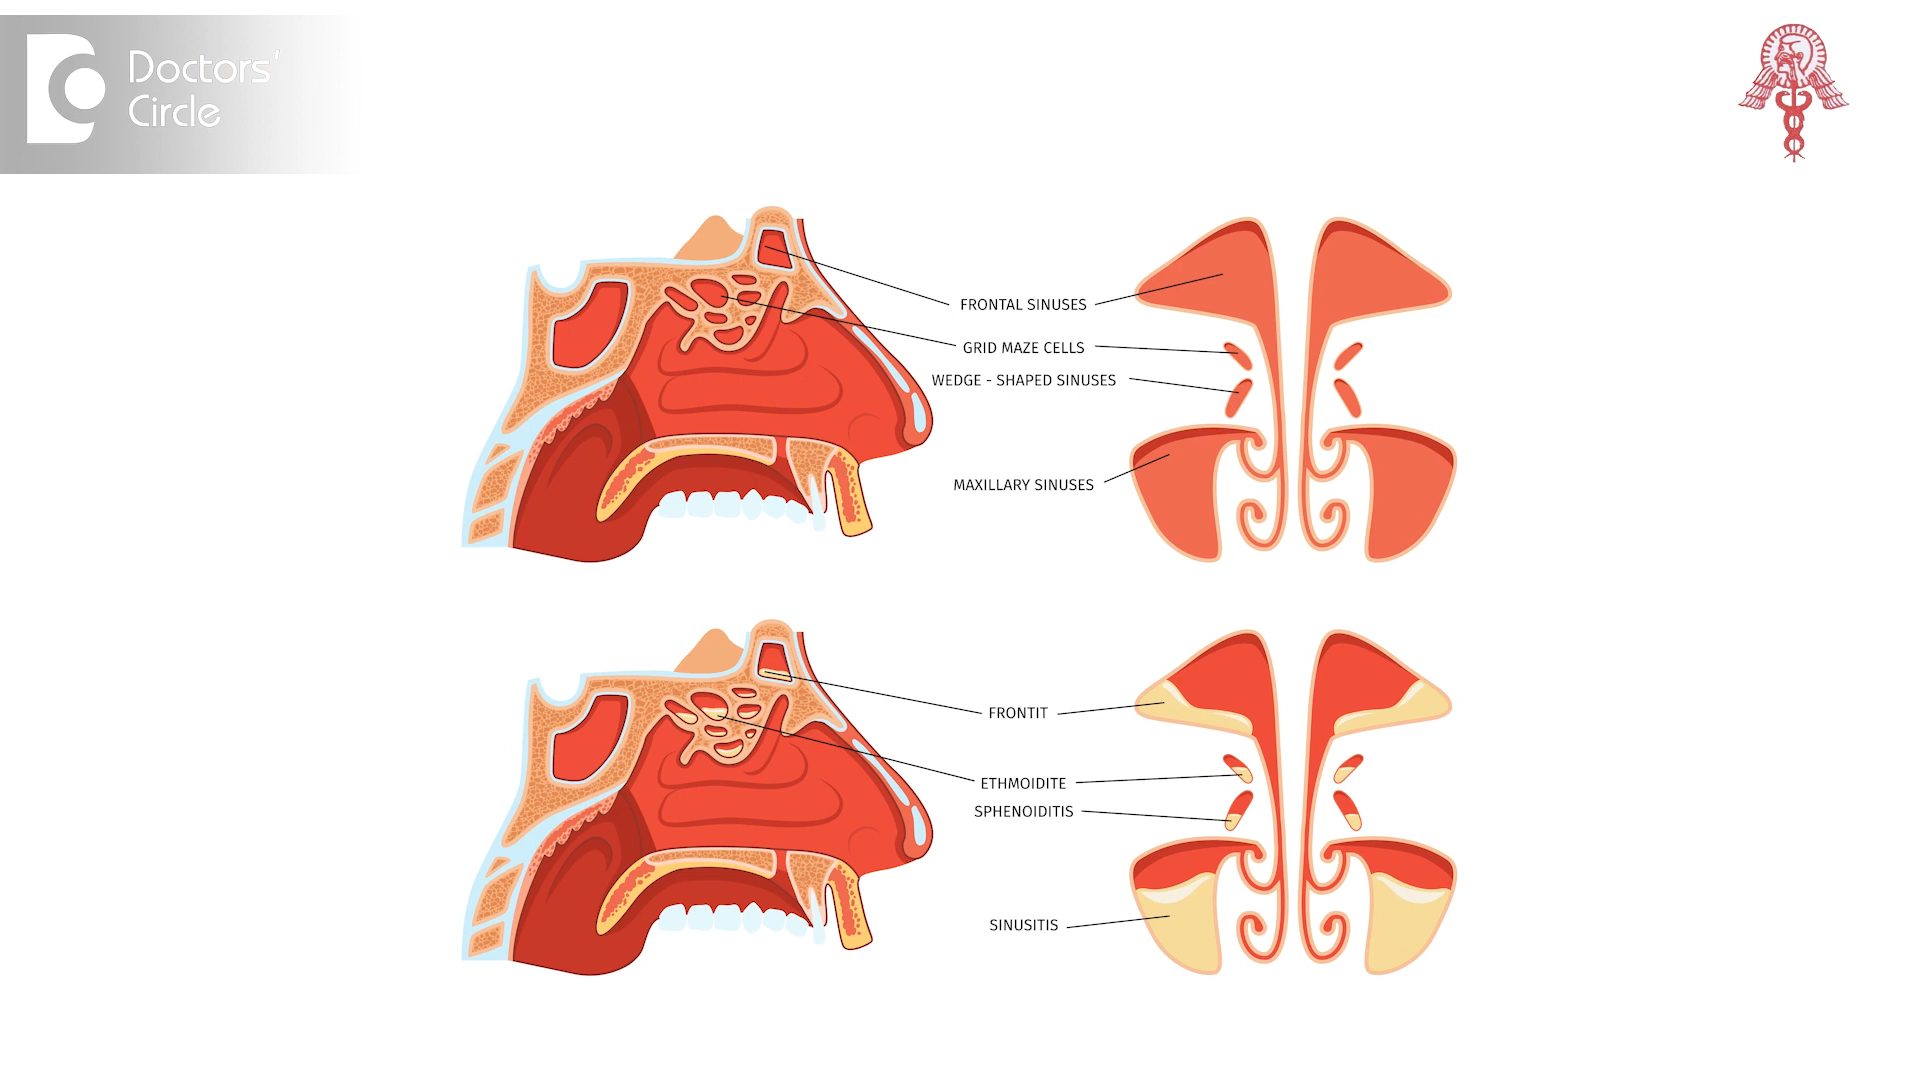 Doctors'
Circle
FRONTAL SINUSES
GRID MAZE CELLS
WEDGE - SHAPED SINUSES
MAXILLARY SINUSES
FRONTIT
ETHMOIDITE
SPHENOIDITIS
SINUSITIS